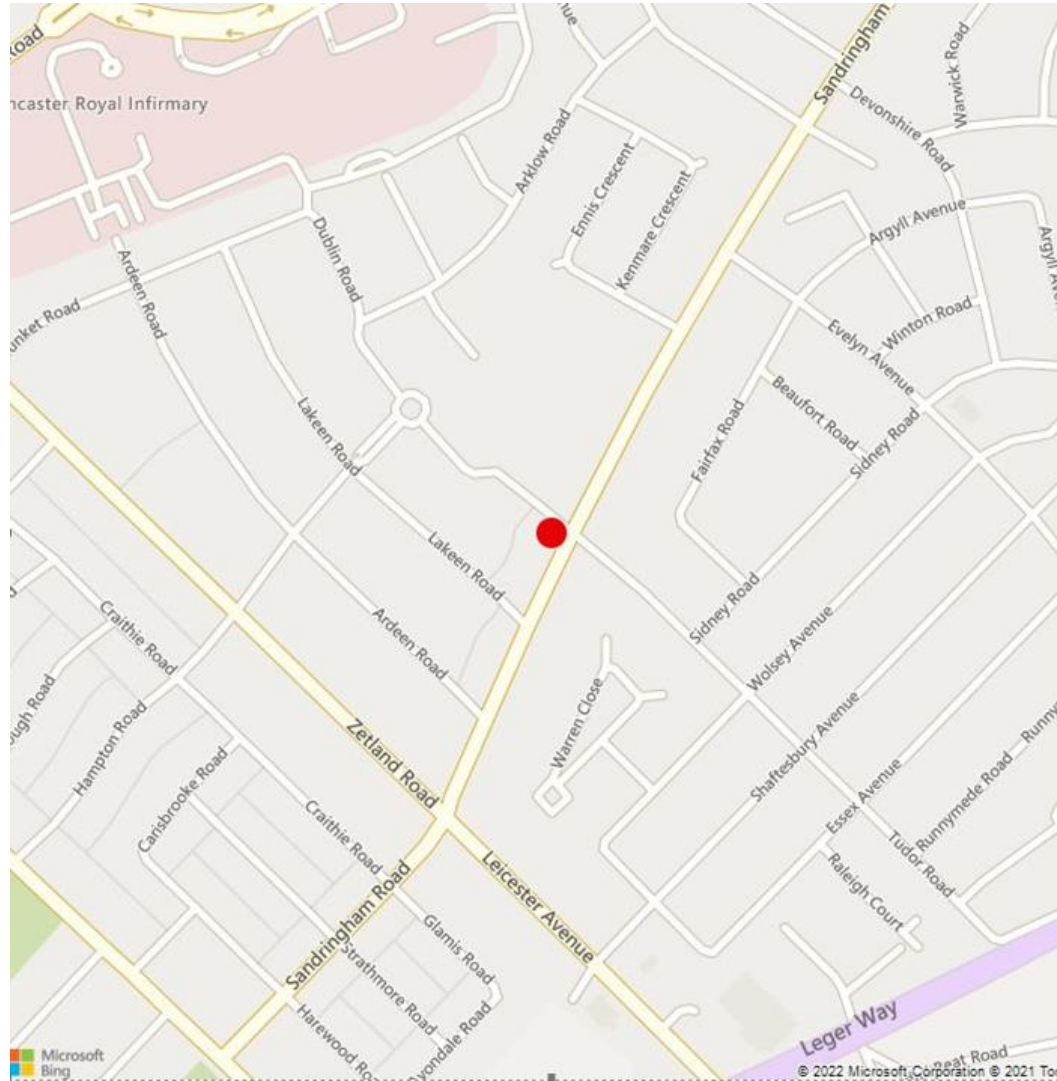 Road
ncaster Royal Infirmary
Sandringham
Devonshire Road
Warwick Road
Arklow Road
Ennis Crescent
Kenmare Crescent
Argyll Avenue
Dublin Road
Ardeen Road
unket Road
Winton Road
Evelyn Avenue
Beaufort Road
Fairfax Road
Sidney Road
Lakeen Road
Lakeen Road
Ardeen Road
Sidney Road
Wolsey Avenue
Craithie Road
Hampton Road
ough Road
Zetland Road
Warren Close
Shaftesbury Avenue
Essex Avenue
Runnymede Road
Runny
Tudor Road
Raleigh Court
Carisbrooke Road
Craithie Road
Leicester Avenue
Sandringham Road
Glamis Road
Strathmore Road
Harewood Ro
Leger Way
Beat Road
Microsoft
Bing
© 2022 Microsoft Corporation © 2021 To